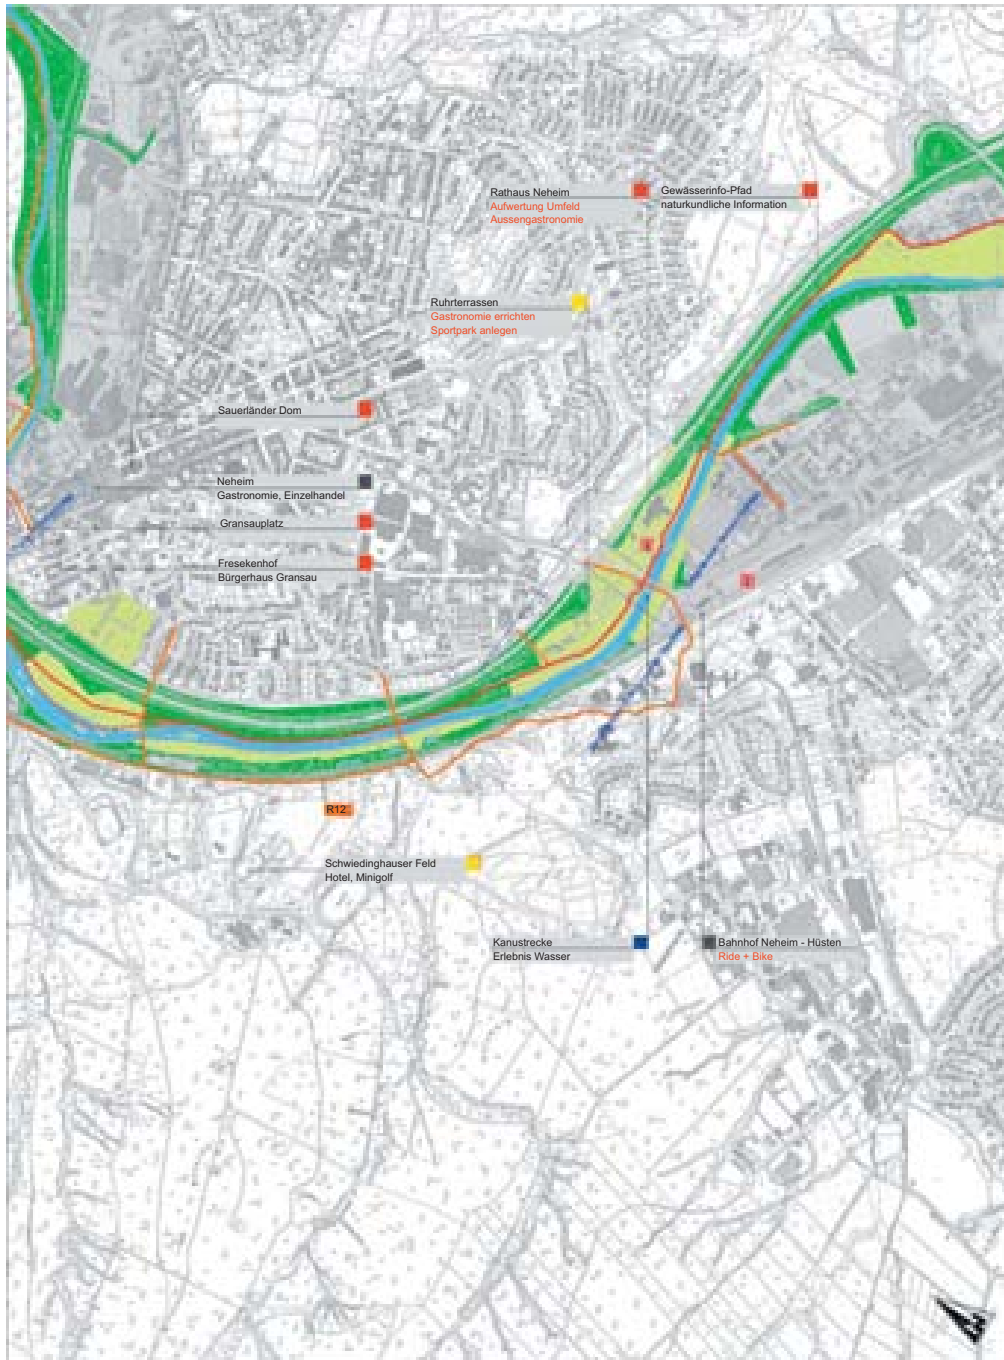 Rathaus Neheim
Aufwertung Umfeld
Aussengastronomie
Gewässerinfo-Pfad
naturkundliche Information
Ruhrterrassen
Gastronomie errichten
Sportpark anlegen
Sauerländer Dom
Neheim
Gastronomie, Einzelhandel
Gransauplatz
Fresekenhof
Bürgerhaus Gransau
R12
Schwiedinghauser Feld
Hotel, Minigolf
Kanustrecke
Erlebnis Wasser
Bahnhof Neheim - Hüsten
Ride + Bike